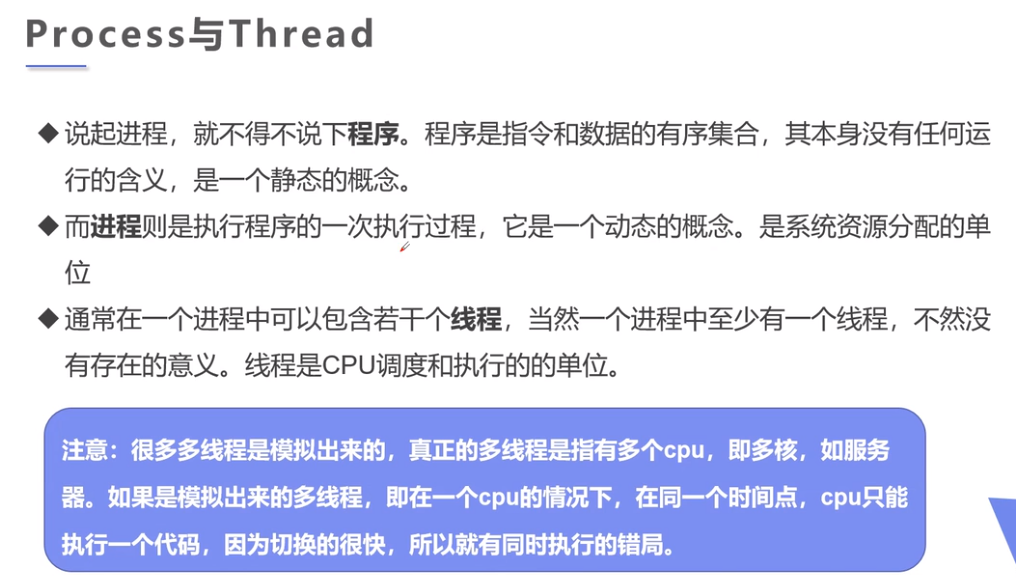 Process与Thread
◆说起进程，就不得不说下程序。程序是指令和数据的有序集合，其本身没有任何运
行的含义，是一个静态的概念。
◆而进程则是执行程序的一次执行过程，它是一个动态的概念。是系统资源分配的单
位
◆通常在一个进程中可以包含若干个线程，当然一个进程中至少有一个线程，不然没
有存在的意义。线程是CPU调度和执行的的单位。
注意：很多多线程是模拟出来的，真正的多线程是指有多个cpu，即多核，如服务
器。如果是模拟出来的多线程，即在一个cpu的情况下，在同一个时间点，cpu只能
执行一个代码，因为切换的很快，所以就有同时执行的错局。